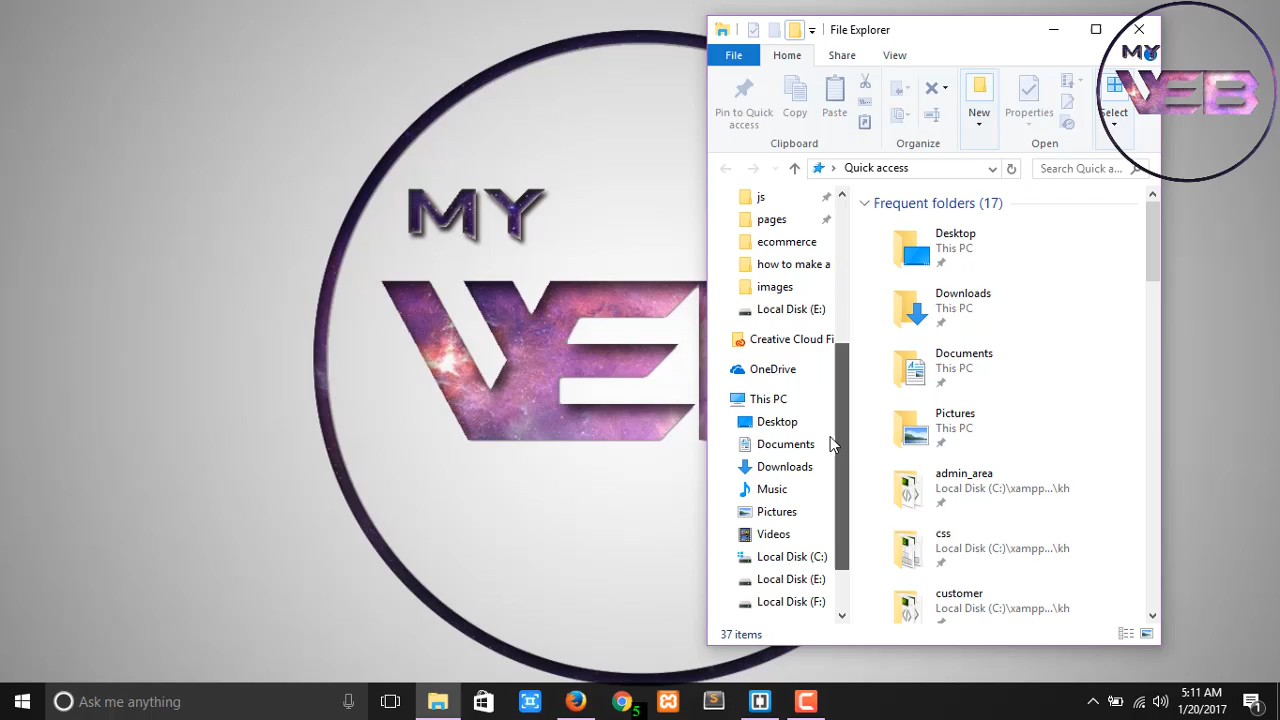 MY
WEB
File Explorer
MY
WEB
File
Home
Share
View
Pin to Quick
access
Copy
Paste
New
Properties
Select
Clipboard
Organize
Open
Quick access
Search Quick a...
js
pages
ecommerce
how to make a
images
Local Disk (E:)
Creative Cloud Fi
OneDrive
This PC
Desktop
Documents
Downloads
Music
Pictures
Videos
Local Disk (C:)
Local Disk (E:)
Local Disk (F:)
Frequent folders (17)
Desktop
This PC
Downloads
This PC
Documents
This PC
Pictures
This PC
admin_area
Local Disk (C:)\xampp...\kh
css
Local Disk (C:)\xampp...\kh
customer
Local Disk (C:)\xampp...\kh
37 items
Ask me anything
5
5:11 AM
1/20/2017
1